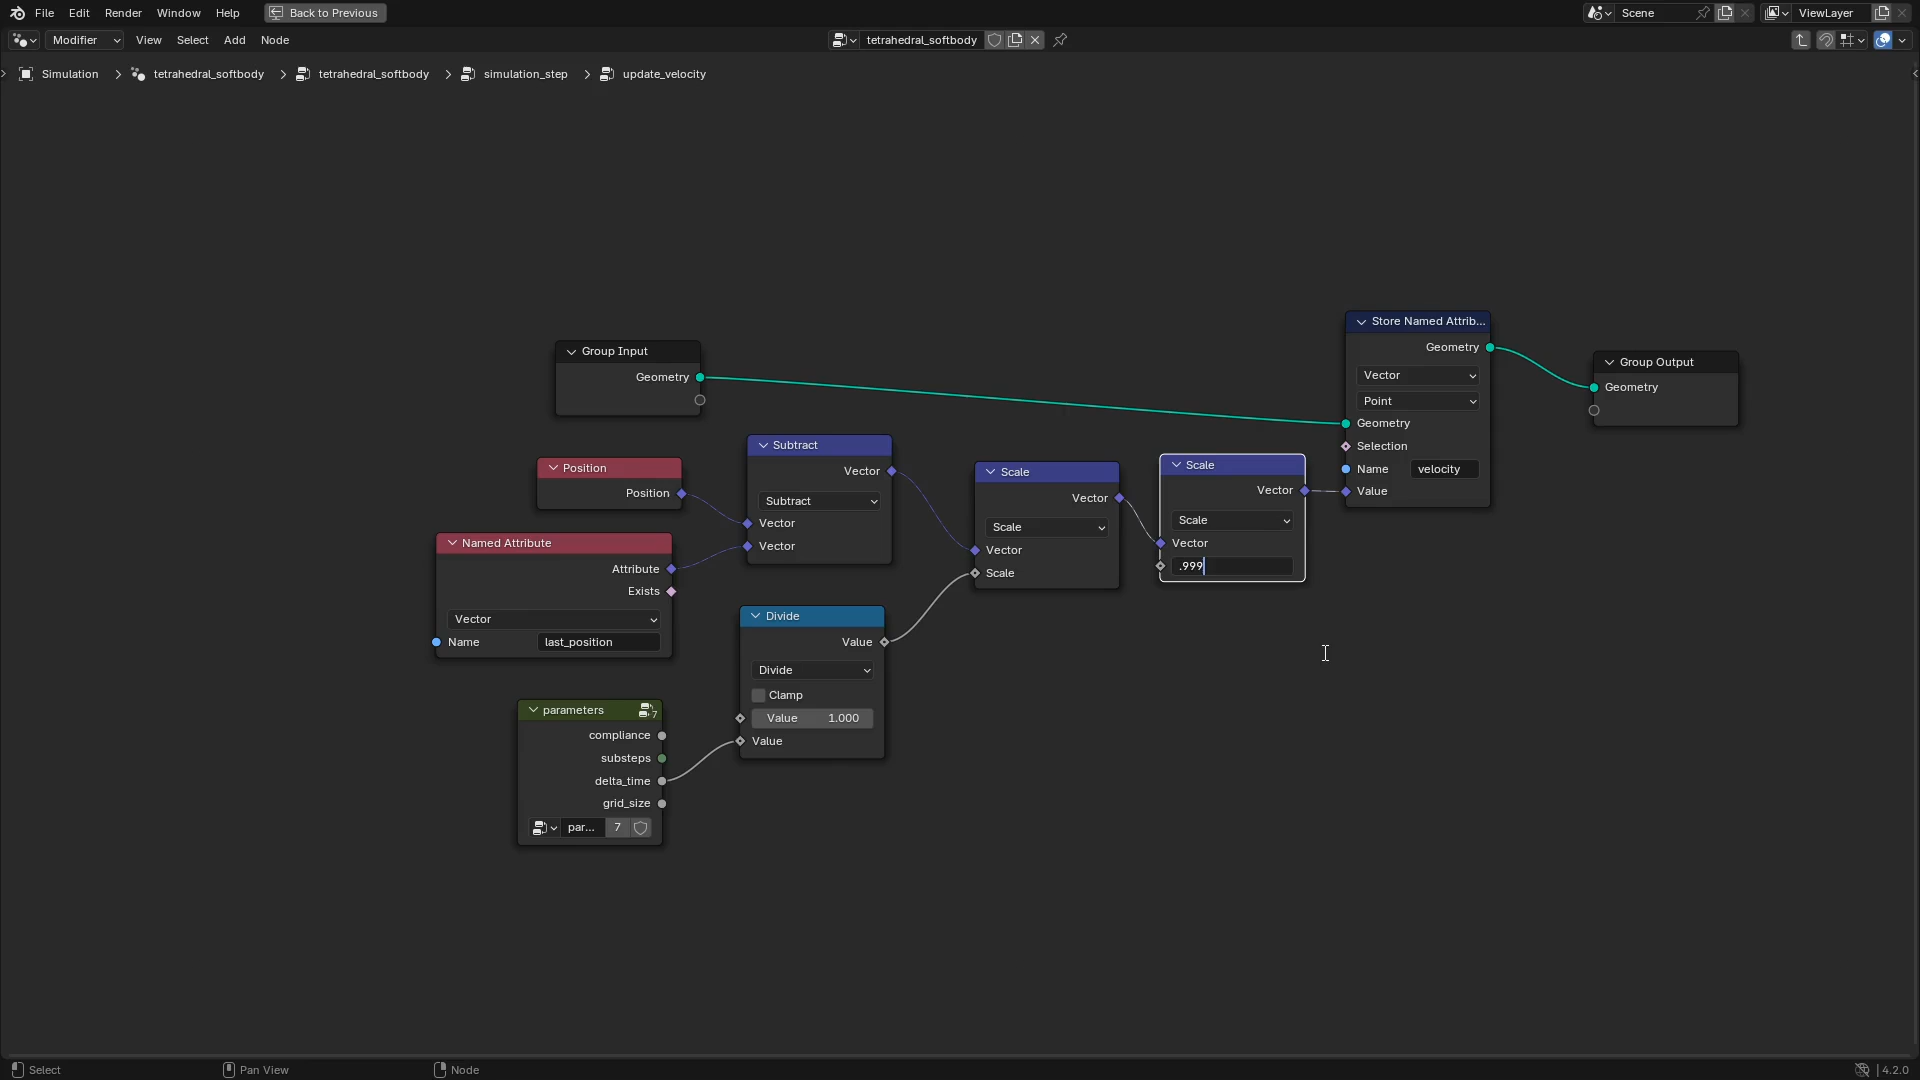 File Edit Render Window Help Back to Previous Scene ViewLayer
Modifier View Select Add Node tetrahedral_softbody
Simulation tetrahedral_softbody tetrahedral_softbody simulation_step update_velocity
Group Input
Geometry
Position
Position
Named Attribute
Attribute
Exists
Vector
Name last_position
parameters 7
compliance
substeps
delta_time
grid_size
par... 7
Subtract
Vector
Subtract
Vector
Vector
Divide
Value
Divide
Clamp
Value 1.000
Value
Scale
Vector
Scale
Vector
Scale
Scale
Vector
Scale
Vector
.999
Store Named Attrib...
Geometry
Vector
Point
Geometry
Selection
Name velocity
Value
Group Output
Geometry
Select Pan View Node 4.2.0